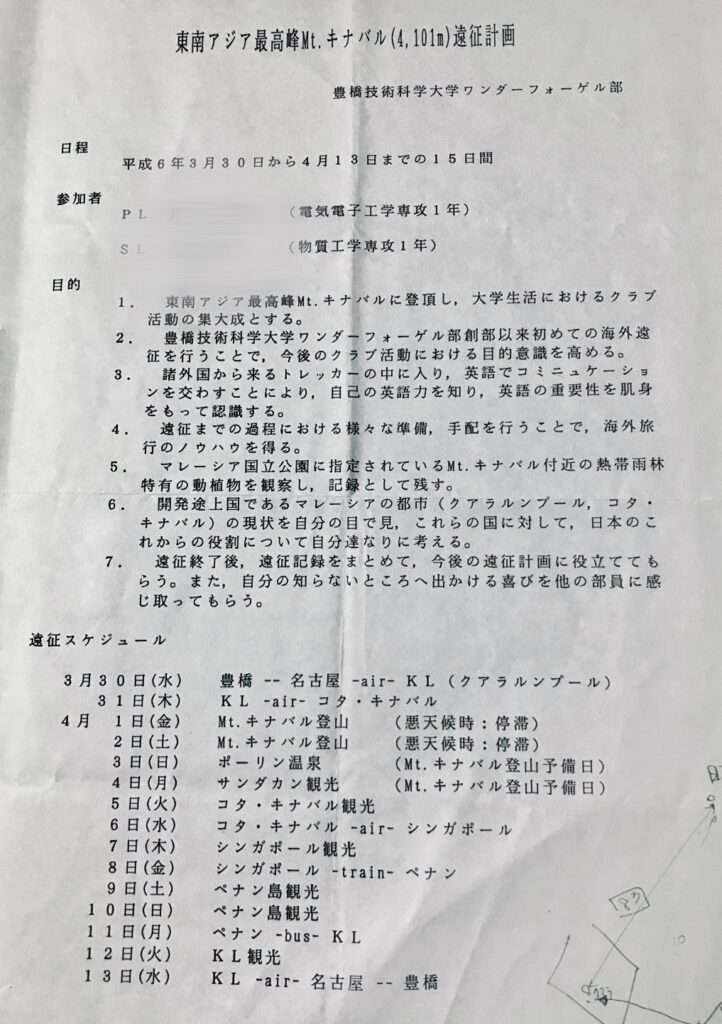 東南アジア最高峰Mt.キナバル(4,101m)遠征計画
豊橋技術科学大学ワンダーフォーゲル部
日程
平成6年3月30日から4月13日までの15日間
参加者
PL （電気電子工学専攻1年）
SL （物質工学専攻1年）
目的
1. 東南アジア最高峰Mt.キナバルに登頂し，大学生活におけるクラブ
活動の集大成とする。
2. 豊橋技術科学大学ワンダーフォーゲル部創部以来初めての海外遠
征を行うことで，今後のクラブ活動における目的意識を高める。
3. 諸外国から来るトレッカーの中に入り，英語でコミニュケーション
ンを交わすことにより，自己の英語力を知り，英語の重要性を肌身
をもって認識する。
4. 遠征までの過程における様々な準備，手配を行うことで，海外旅
行のノウハウを得る。
5. マレーシア国立公園に指定されているMt.キナバル付近の熱帯雨林
特有の動植物を観察し，記録として残す。
6. 開発途上国であるマレーシアの都市（クアラルンプール，コタ・
キナバル）の現状を自分の目で見，これらの国に対して，日本のこ
れからの役割について自分達なりに考える。
7. 遠征終了後，遠征記録をまとめて，今後の遠征計画に役立てても
らう。また，自分の知らないところへ出かける喜びを他の部員に感
じ取ってもらう。
遠征スケジュール
3月30日(水) 豊橋 -- 名古屋 -air- KL（クアラルンプール）
31日(木) KL -air- コタ・キナバル
4月 1日(金) Mt.キナバル登山 （悪天候時：停滞）
2日(土) Mt.キナバル登山 （悪天候時：停滞）
3日(日) ポーリン温泉 （Mt.キナバル登山予備日）
4日(月) サンダカン観光 （Mt.キナバル登山予備日）
5日(火) コタ・キナバル観光
6日(水) コタ・キナバル -air- シンガポール
7日(木) シンガポール観光
8日(金) シンガポール -train- ペナン
9日(土) ペナン島観光
10日(日) ペナン島観光
11日(月) ペナン -bus- KL
12日(火) KL観光
13日(水) KL -air- 名古屋 -- 豊橋